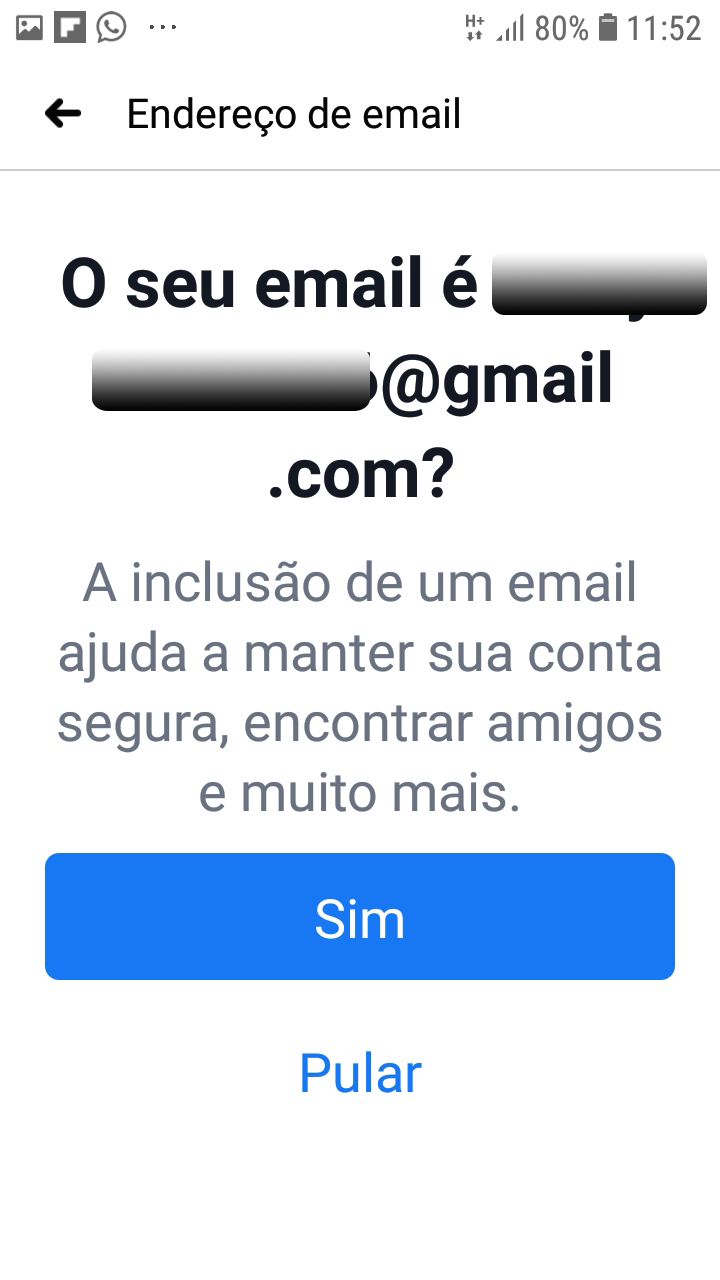 H+ 80% 11:52
Endereço de email
O seu email é
@gmail
.com?
A inclusão de um email
ajuda a manter sua conta
segura, encontrar amigos
e muito mais.
Sim
Pular